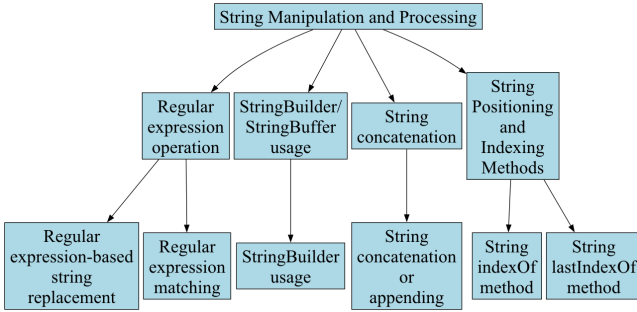 String Manipulation and Processing
Regular
expression
operation
StringBuilder/
StringBuffer
usage
String
concatenation
String
Positioning
and
Indexing
Methods
Regular
expression-based
string
replacement
Regular
expression
matching
StringBuilder
usage
String
concatenation
or
appending
String
indexOf
method
String
lastIndexOf
method